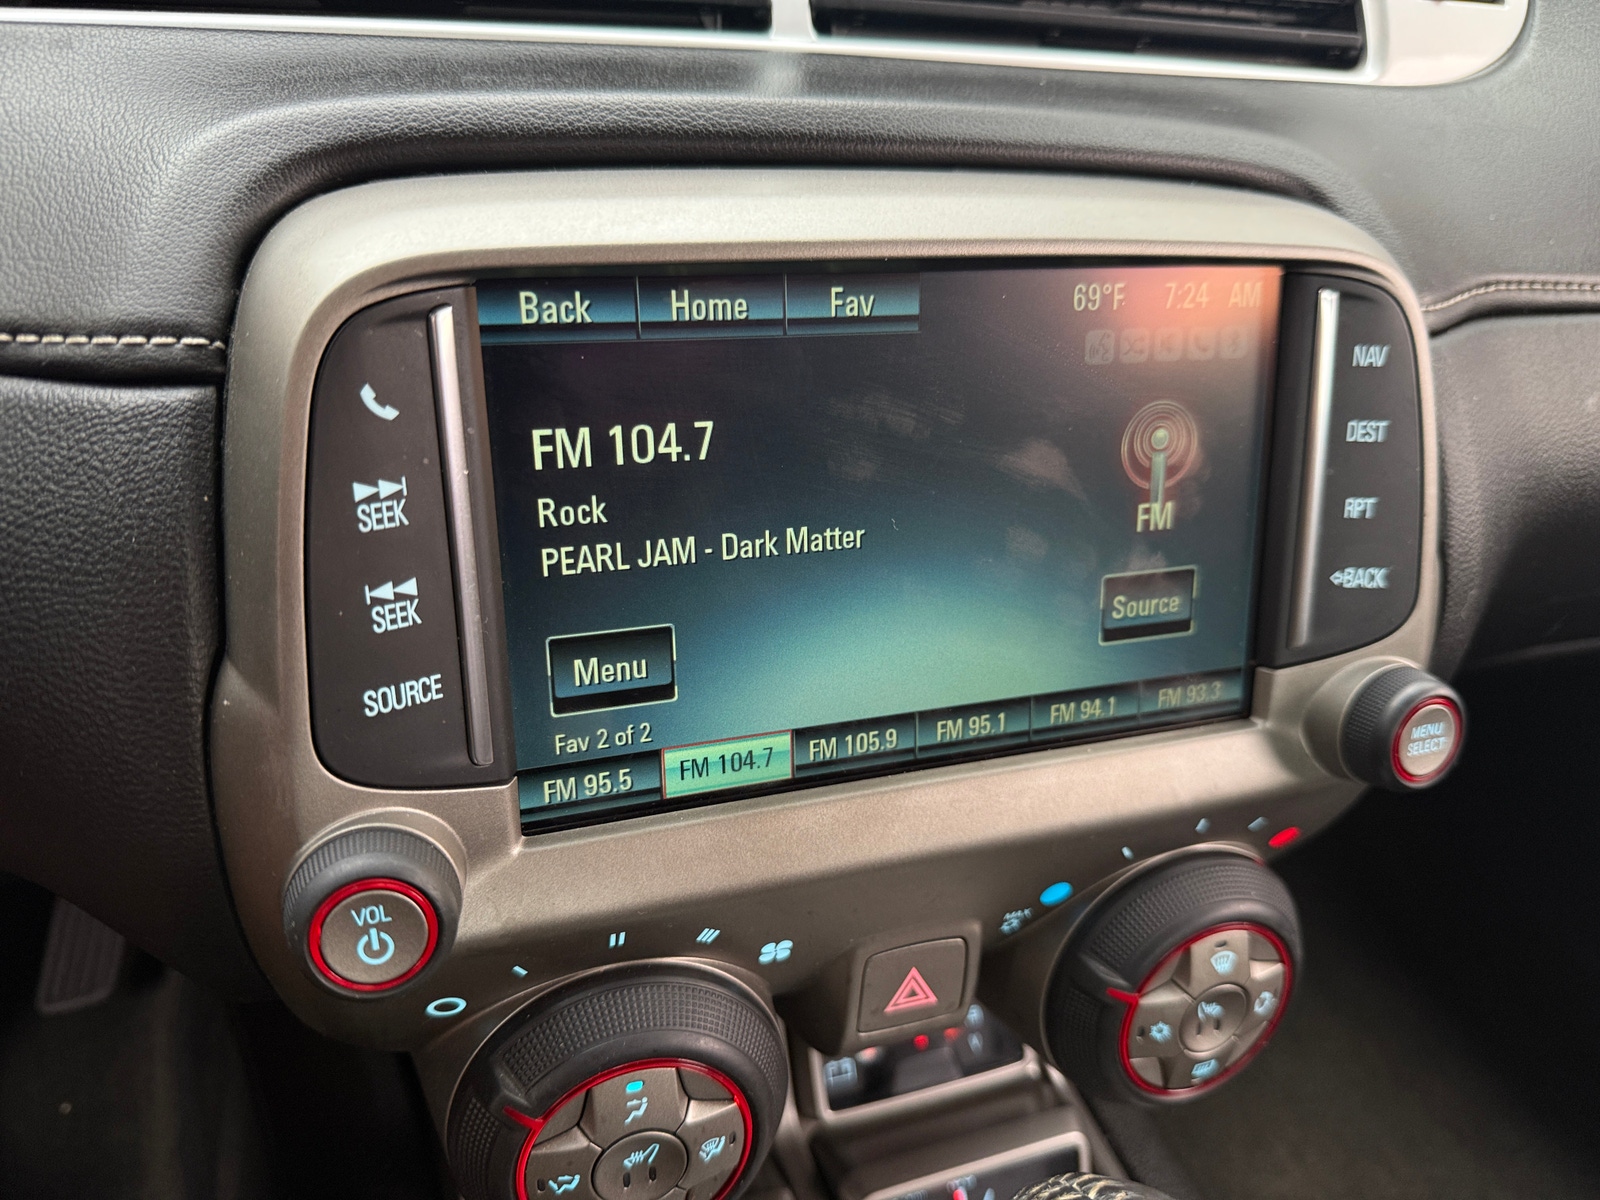 Back Home Fav 69°F 7:24 AM
FM 104.7
Rock
PEARL JAM - Dark Matter
FM
Source
Menu
Fav 2 of 2
FM 95.5 FM 104.7 FM 105.9 FM 95.1 FM 94.1 FM 93.3
SEEK
SEEK
SOURCE
NAV
DEST
RPT
BACK
MENU
SELECT
VOL